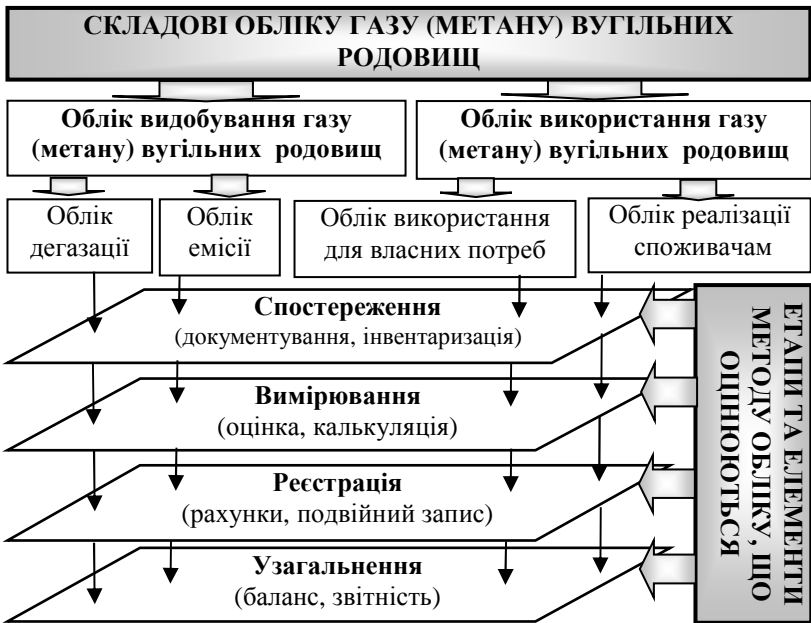 СКЛАДОВІ ОБЛІКУ ГАЗУ (МЕТАНУ) ВУГІЛЬНИХ
РОДОВИЩ
Облік видобування газу
(метану) вугільних родовищ
Облік використання газу
(метану) вугільних родовищ
Облік
дегазації
Облік
емісії
Облік використання
для власних потреб
Облік реалізації
споживачам
Спостереження
(документування, інвентаризація)
Вимірювання
(оцінка, калькуляція)
Реєстрація
(рахунки, подвійний запис)
Узагальнення
(баланс, звітність)
ЕТАПИ ТА ЕЛЕМЕНТИ
МЕТОДУ ОБЛІКУ, ЩО
ОЦІНЮЮТЬСЯ